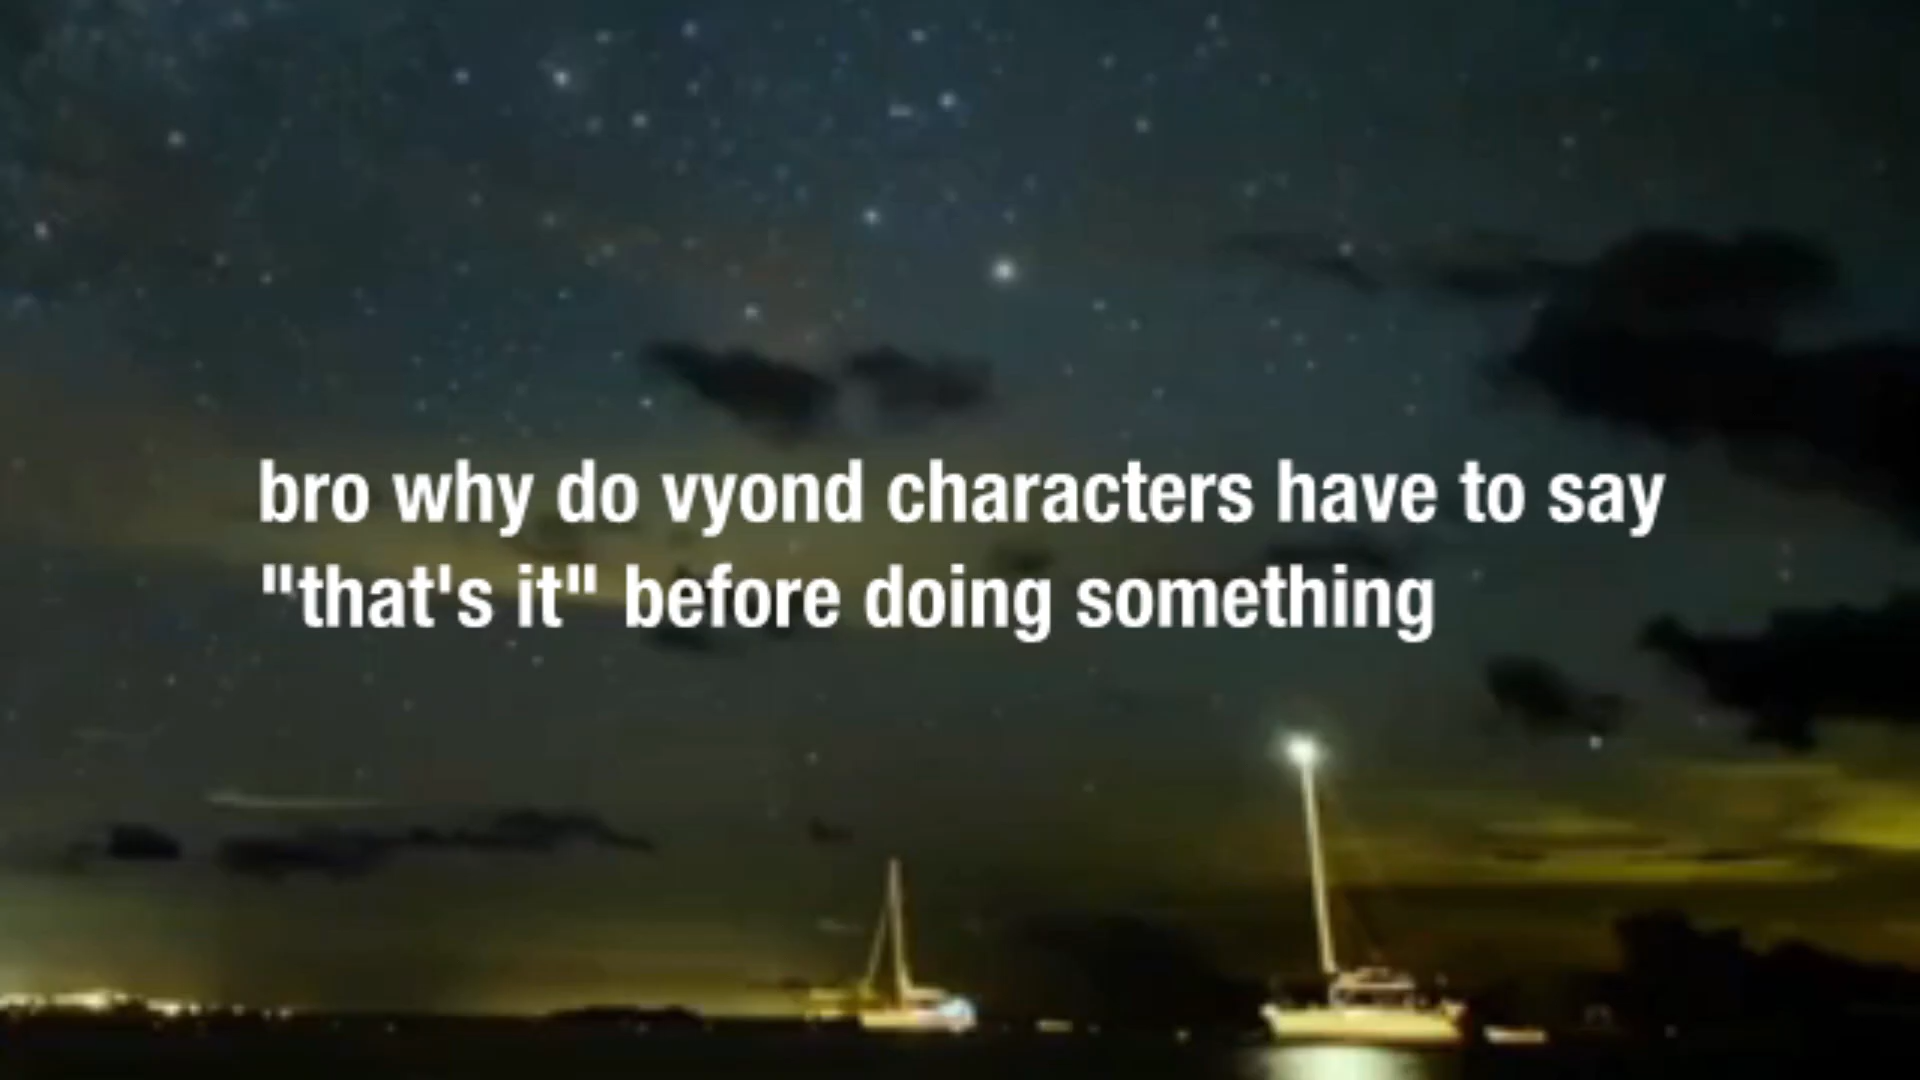 bro why do vyond characters have to say
"that's it" before doing something